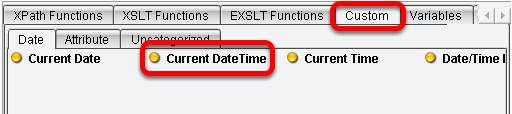 XPath Functions XSLT Functions EXSLT Functions Custom Variables
Date Attribute Uncategorized
Current Date Current DateTime Current Time Date/Time